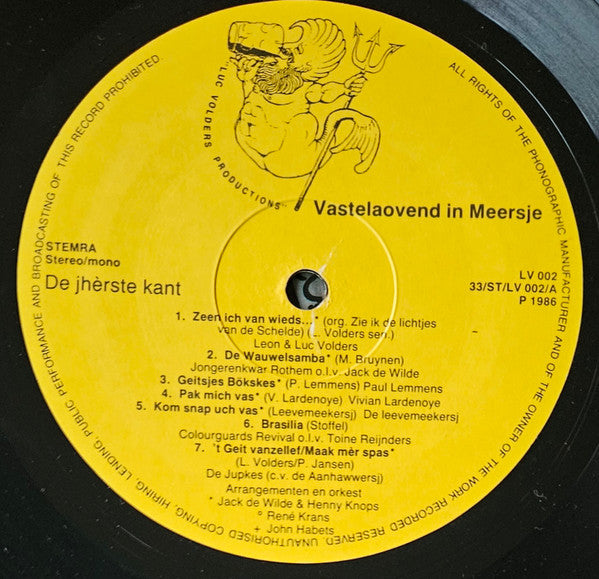 "LUC VOLDERS PRODUCTIONS"
Vastelaovend in Meersje
STEMRA
Stereo/mono
De jhèrste kant
LV 002
33/ST/LV 002/A
P 1986
1. Zeen ich van wieds...* (org. Zie ik de lichtjes
van de Schelde) (L. Volders sen.)
Leon & Luc Volders
2. De Wauwelsamba* (M. Bruynen)
Jongerenkwar Rothem o.l.v. Jack de Wilde
3. Geitsjes Bökskes* (P. Lemmens) Paul Lemmens
4. Pak mich vas* (V. Lardenoye) Vivian Lardenoye
5. Kom snap uch vas* (Leevemeekersj) De leevemeekersj
6. Brasilia (Stoffel)
Colourguards Revival o.l.v. Toine Reijnders
7. 't Geit vanzellef/Maak mèr spas*
(L. Volders/P. Jansen)
De Jupkes (c.v. de Aanhawwersj)
Arrangementen en orkest
* Jack de Wilde & Henny Knops
° René Krans
+ John Habets
ALL RIGHTS OF THE PHONOGRAPHIC MANUFACTURER AND OF THE OWNER OF THE WORK RECORDED RESERVED. UNAUTHORISED COPYING, HIRING, LENDING, PUBLIC PERFORMANCE AND BROADCASTING OF THIS RECORD PROHIBITED.